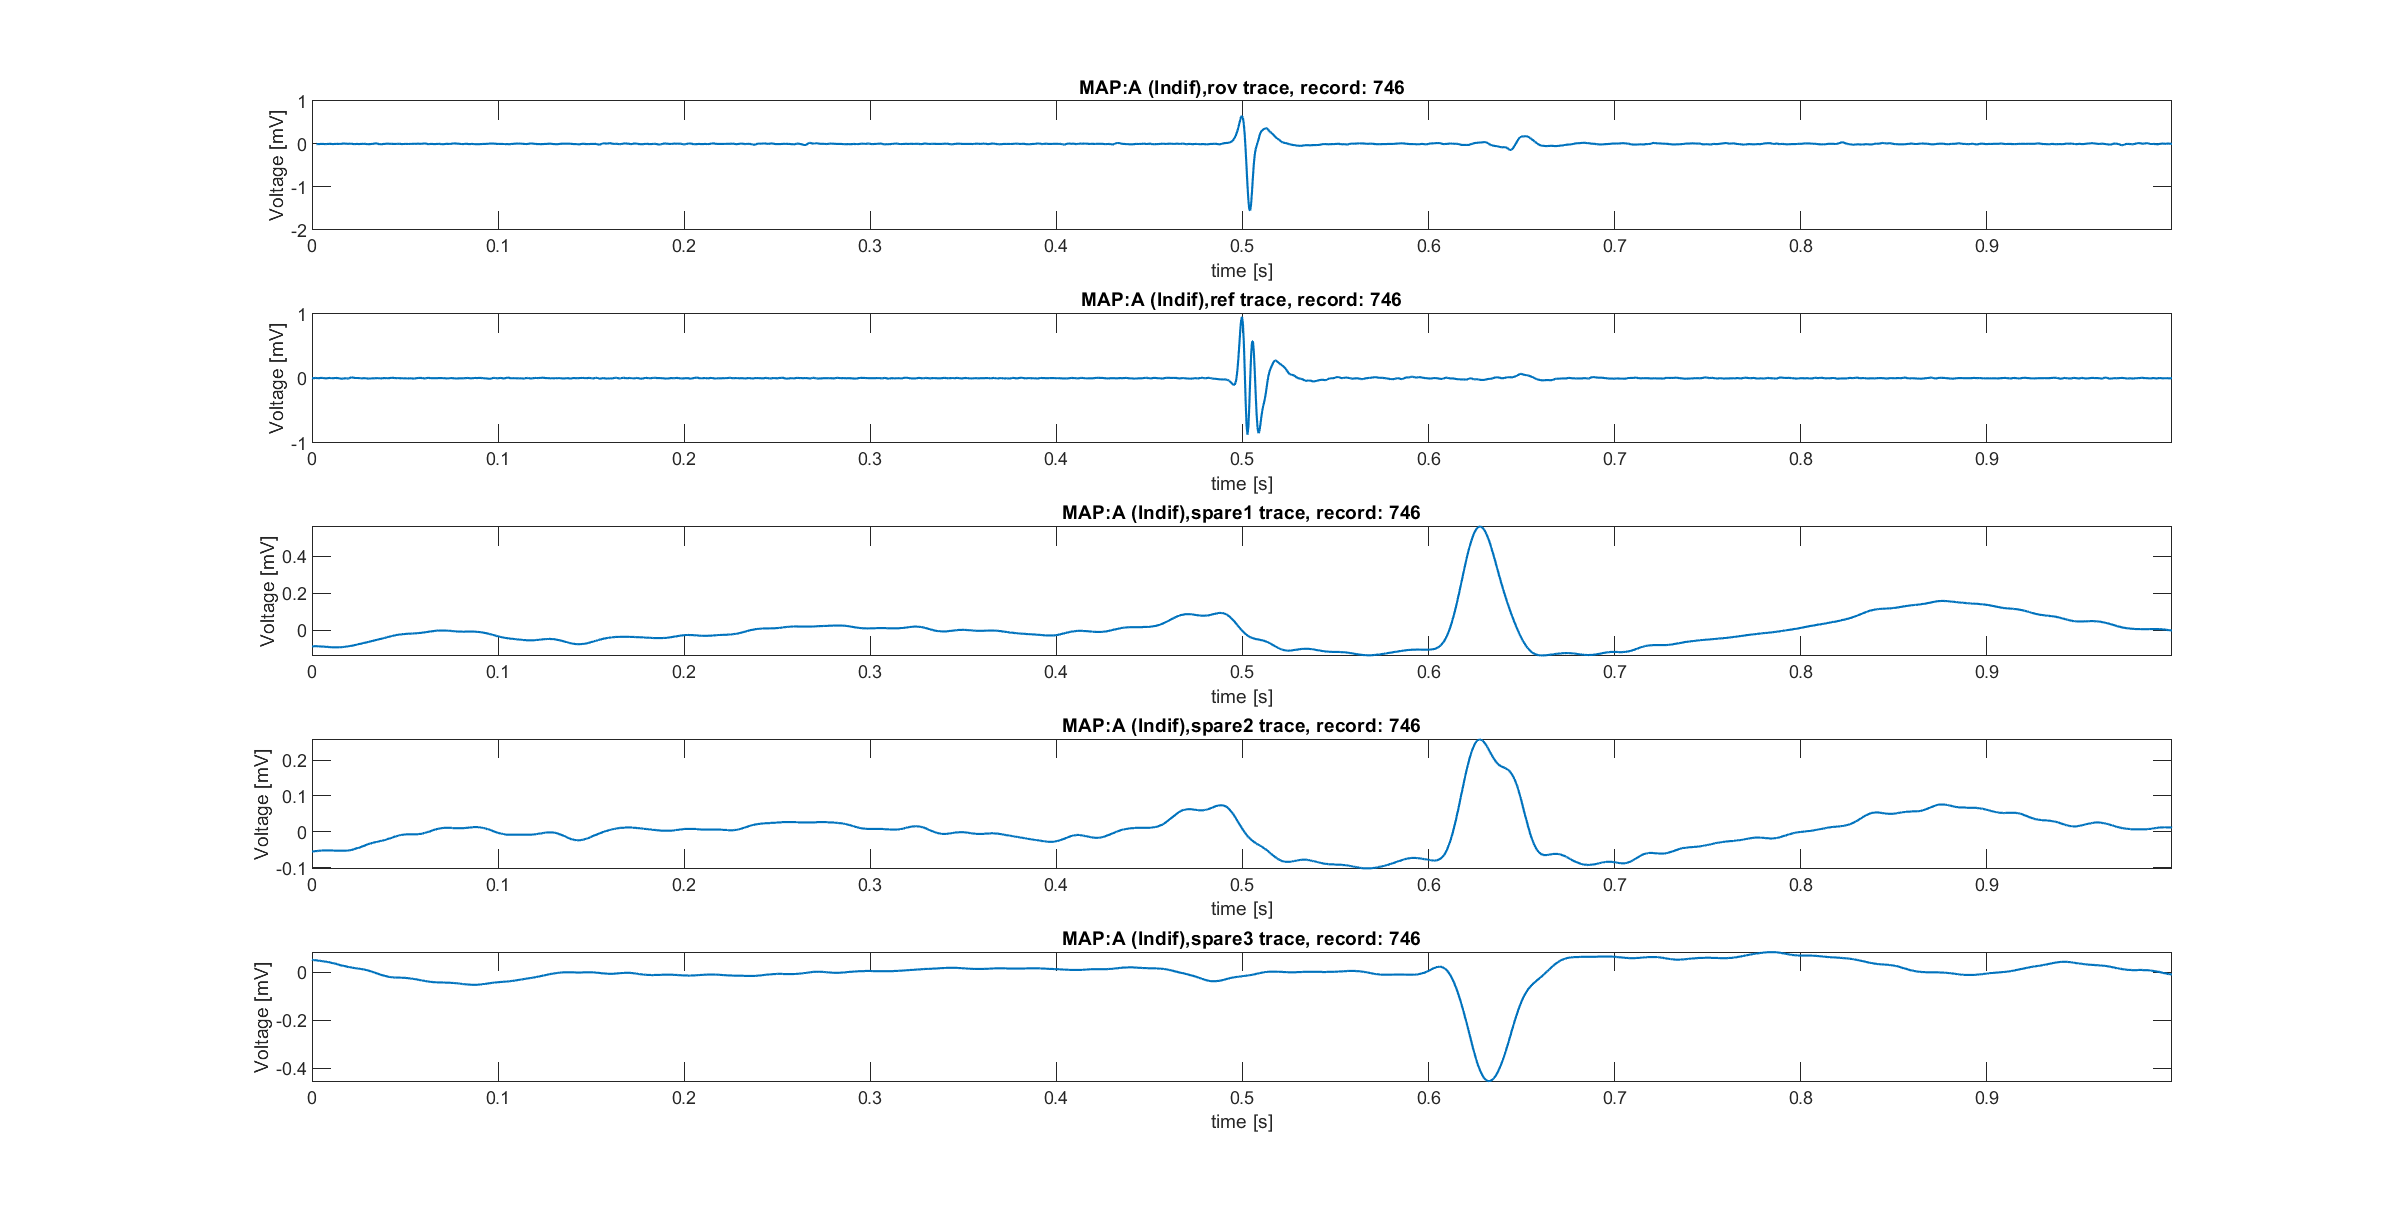 MAP:A (Indif),rov trace, record: 746
Voltage [mV]
1
0
-1
-2
0 0.1 0.2 0.3 0.4 0.5 0.6 0.7 0.8 0.9
time [s]
MAP:A (Indif),ref trace, record: 746
Voltage [mV]
1
0
-1
0 0.1 0.2 0.3 0.4 0.5 0.6 0.7 0.8 0.9
time [s]
MAP:A (Indif),spare1 trace, record: 746
Voltage [mV]
0.4
0.2
0
0 0.1 0.2 0.3 0.4 0.5 0.6 0.7 0.8 0.9
time [s]
MAP:A (Indif),spare2 trace, record: 746
Voltage [mV]
0.2
0.1
0
-0.1
0 0.1 0.2 0.3 0.4 0.5 0.6 0.7 0.8 0.9
time [s]
MAP:A (Indif),spare3 trace, record: 746
Voltage [mV]
0
-0.2
-0.4
0 0.1 0.2 0.3 0.4 0.5 0.6 0.7 0.8 0.9
time [s]